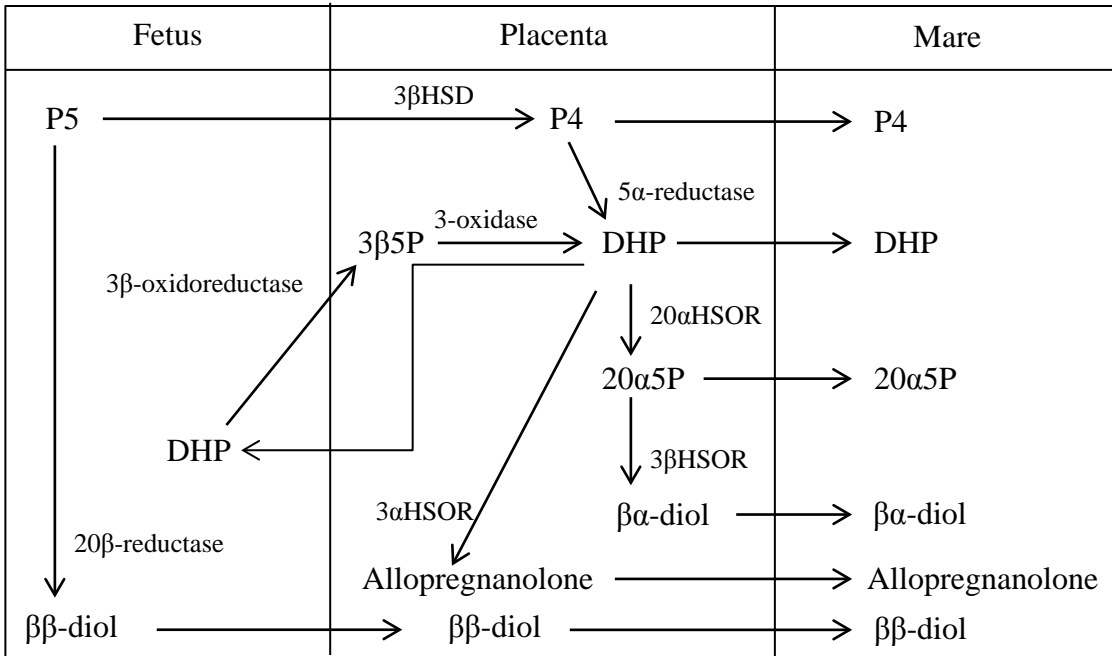 Fetus Placenta Mare
3βHSD
P5 P4 P4
5α-reductase
3-oxidase
3β5P DHP DHP
3β-oxidoreductase
20αHSOR
20α5P 20α5P
DHP
3βHSOR
3αHSOR βα-diol βα-diol
20β-reductase
Allopregnanolone Allopregnanolone
ββ-diol ββ-diol ββ-diol